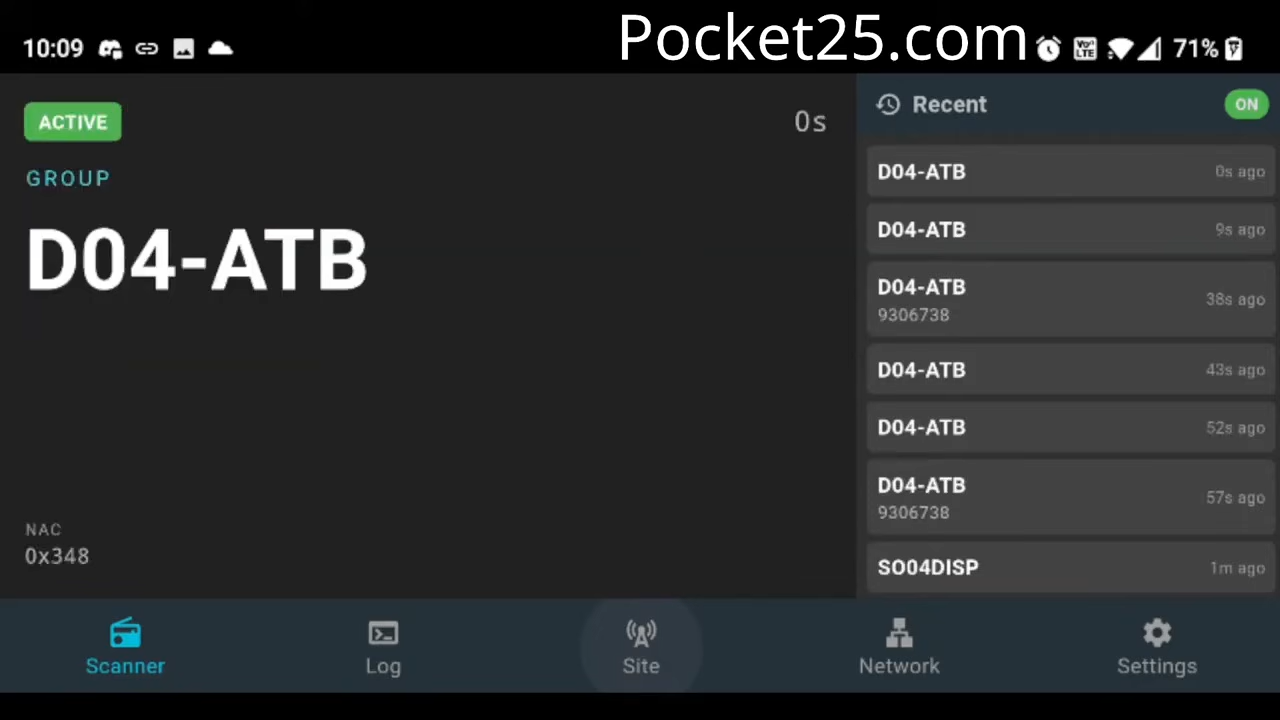 10:09
Pocket25.com
VoLTE
71%
ACTIVE
0s
GROUP
D04-ATB
NAC
0x348
Recent
ON
D04-ATB 0s ago
D04-ATB 9s ago
D04-ATB
9306738
38s ago
D04-ATB 43s ago
D04-ATB 52s ago
D04-ATB
9306738
57s ago
SO04DISP 1m ago
Scanner
Log
Site
Network
Settings